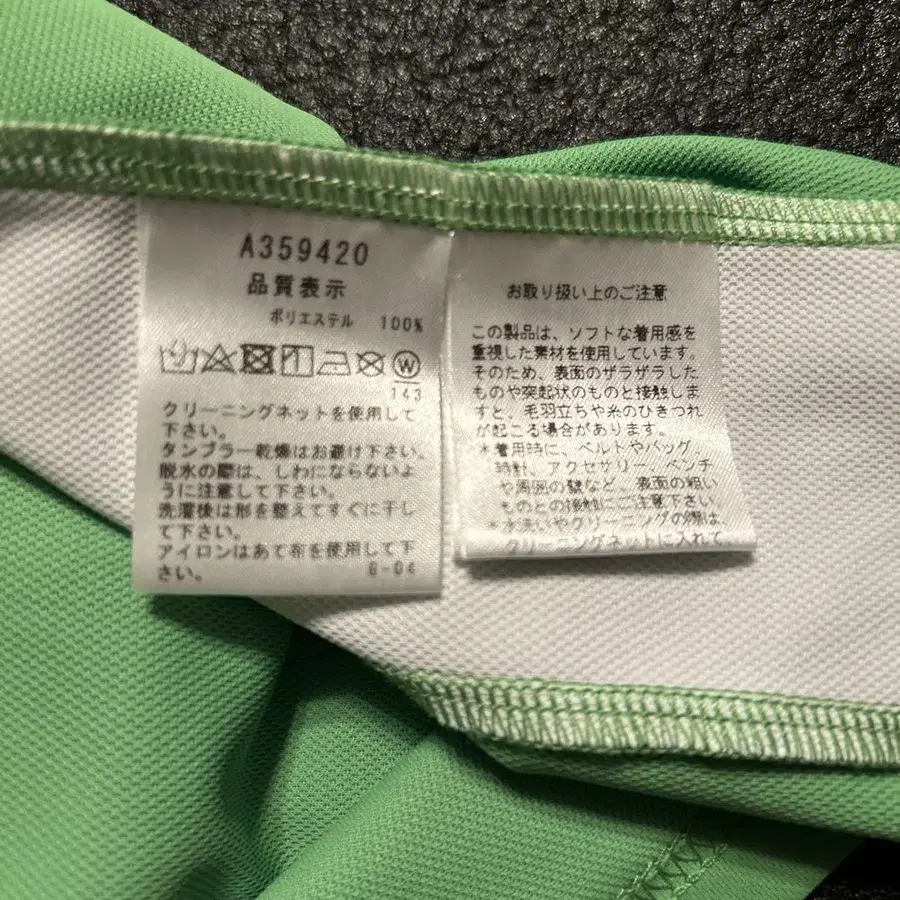 A359420
品質表示
ポリエステル 100%
W
143
クリーニングネットを使用して
下さい。
タンブラー乾燥はお避け下さい。
脱水の際は、しわにならないよ
うに注意して下さい。
洗濯後は形を整えてすぐに干し
て下さい。
アイロンはあて布を使用して下
さい。 G-04
お取り扱い上のご注意
この製品は、ソフトな着用感を
重視した素材を使用しています。
そのため、表面のザラザラした
ものや突起状のものと接触しま
すと、毛羽立ちや糸のひきつれ
が起こる場合があります。
*着用時に、ベルトやバッグ、
時計、アクセサリー、ベンチ
や周囲の壁など、表面の粗い
ものとの接触にご注意下さい。
*水洗いやクリーニングの際は、
クリーニングネットに入れて、